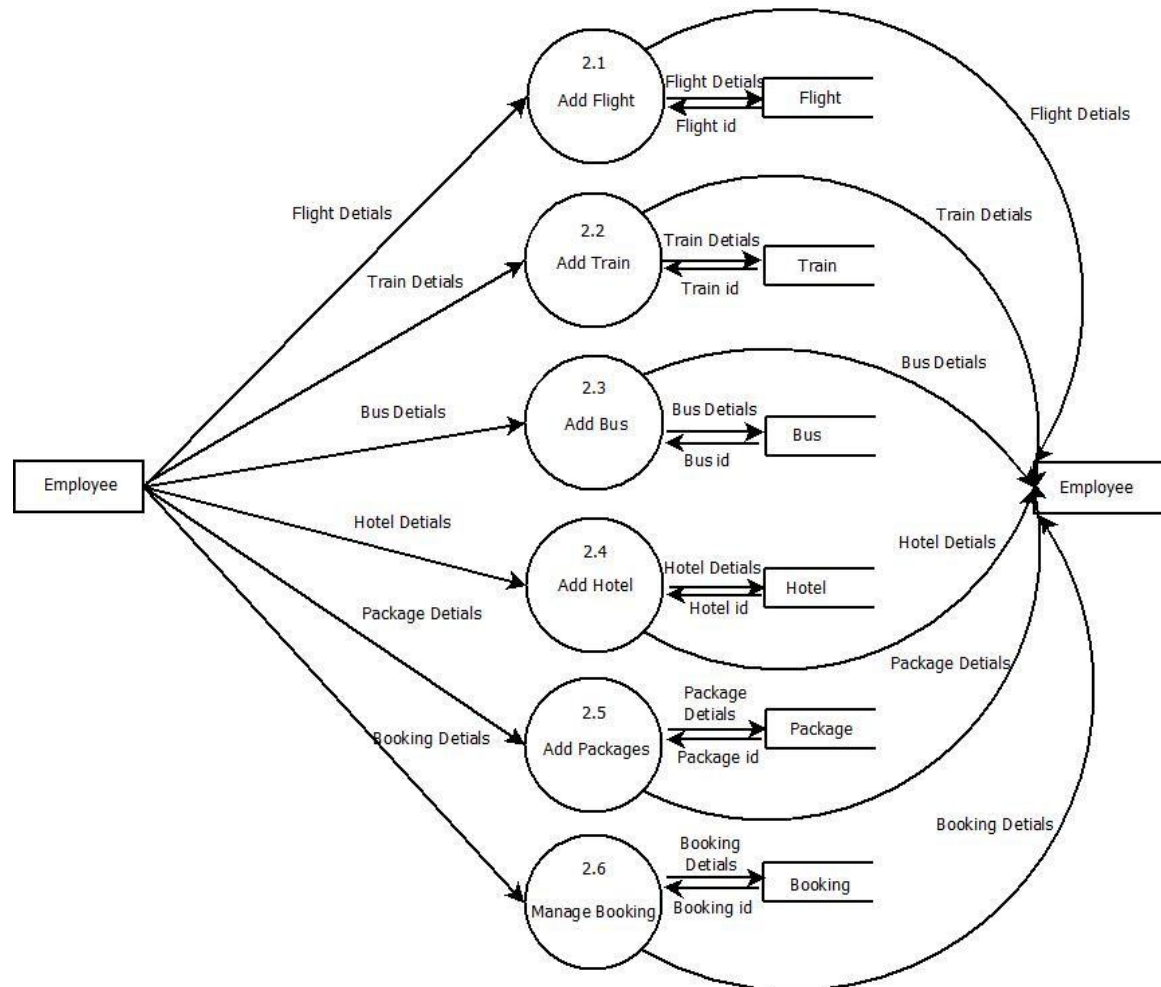 2.1
Add Flight
Flight Detials
Flight id
Flight
Flight Detials
Flight Detials
2.2
Add Train
Train Detials
Train id
Train
Train Detials
Train Detials
2.3
Add Bus
Bus Detials
Bus id
Bus
Bus Detials
Bus Detials
Employee
Employee
Hotel Detials
2.4
Add Hotel
Hotel Detials
Hotel id
Hotel
Hotel Detials
Package Detials
2.5
Add Packages
Package
Detials
Package id
Package
Package Detials
Booking Detials
2.6
Manage Booking
Booking
Detials
Booking id
Booking
Booking Detials